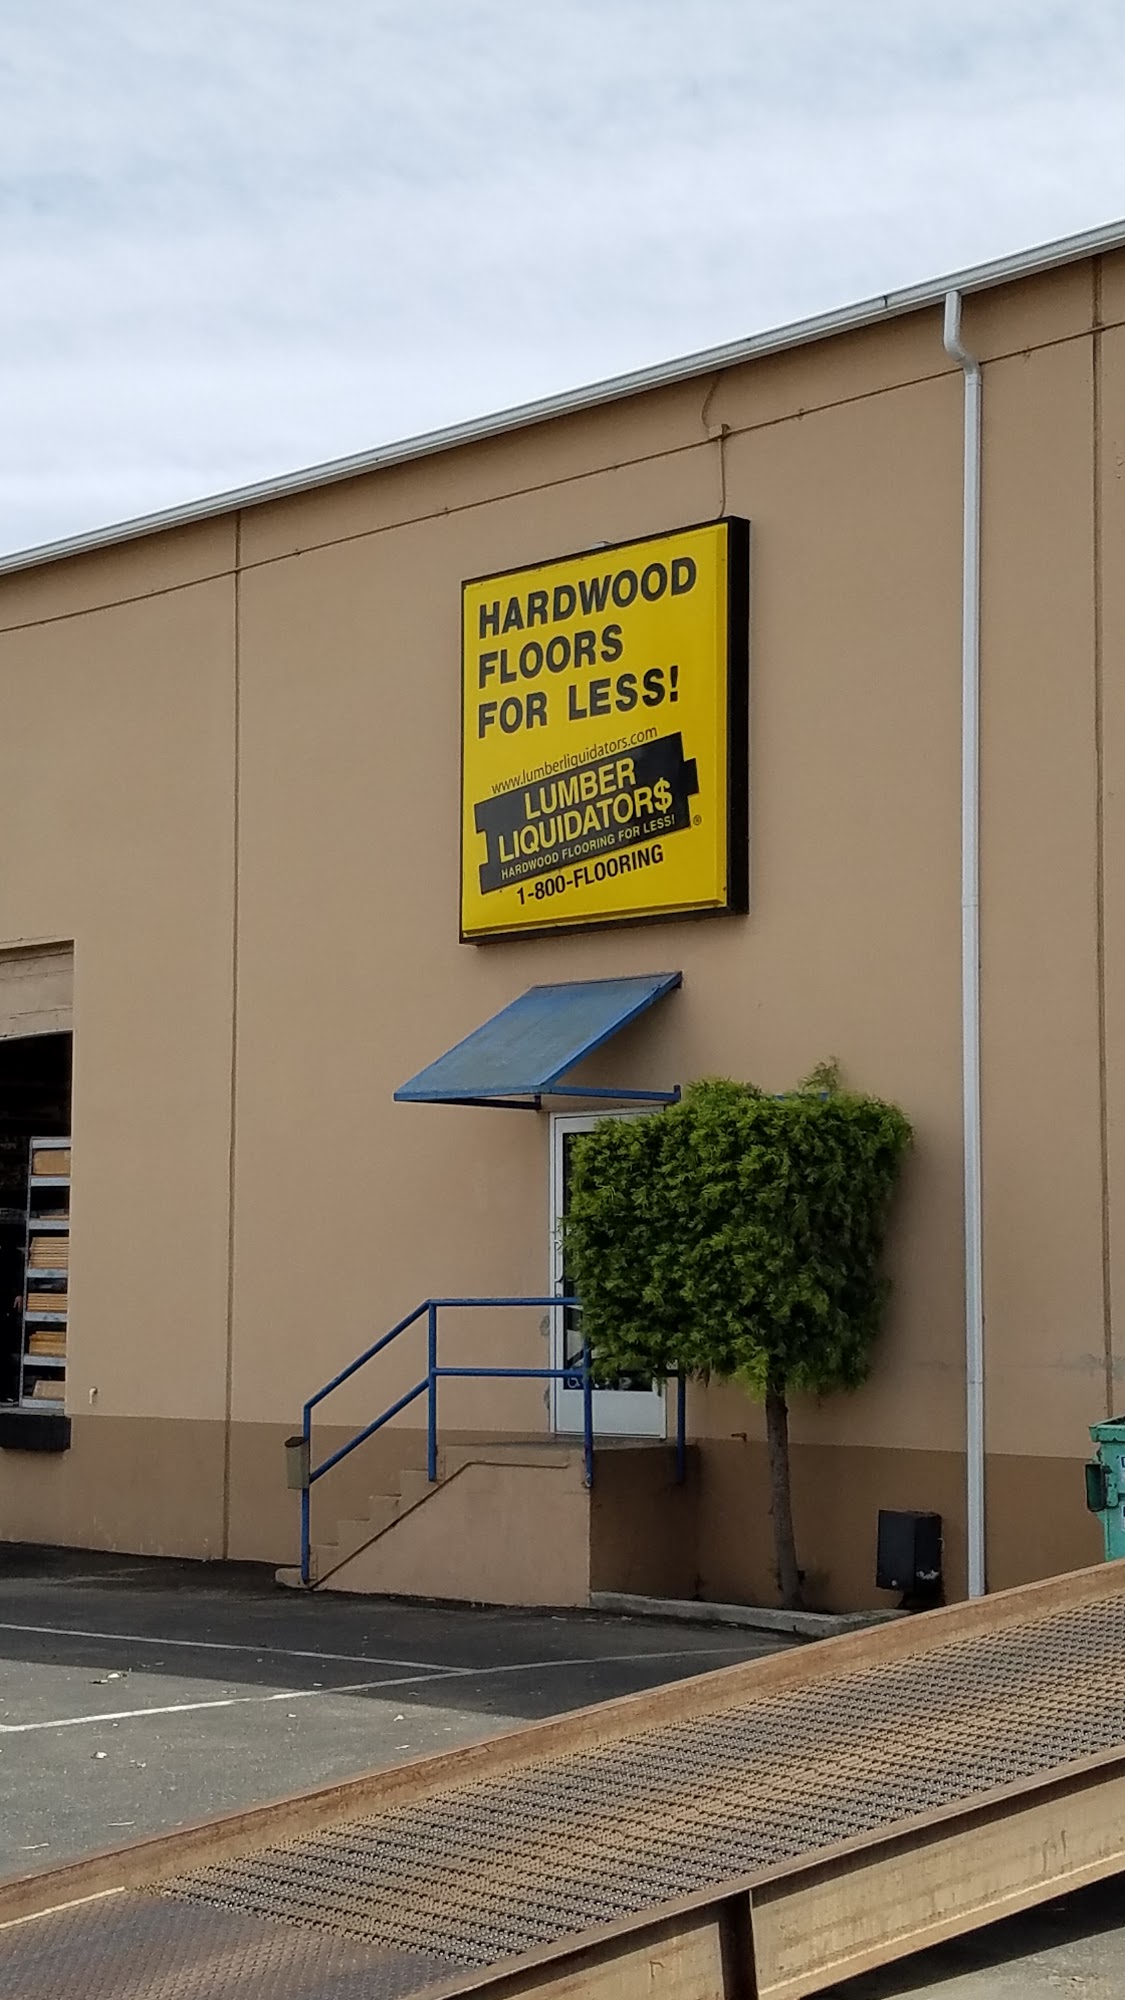 HARDWOOD
FLOORS
FOR LESS!
www.lumberliquidators.com
LUMBER
LIQUIDATOR$
HARDWOOD FLOORING FOR LESS!
®
1-800-FLOORING